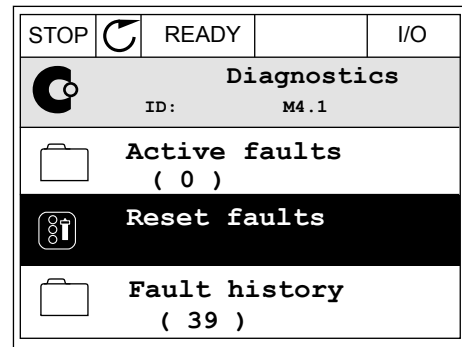 STOP READY I/O
Diagnostics
ID: M4.1
Active faults
( 0 )
Reset faults
Fault history
( 39 )